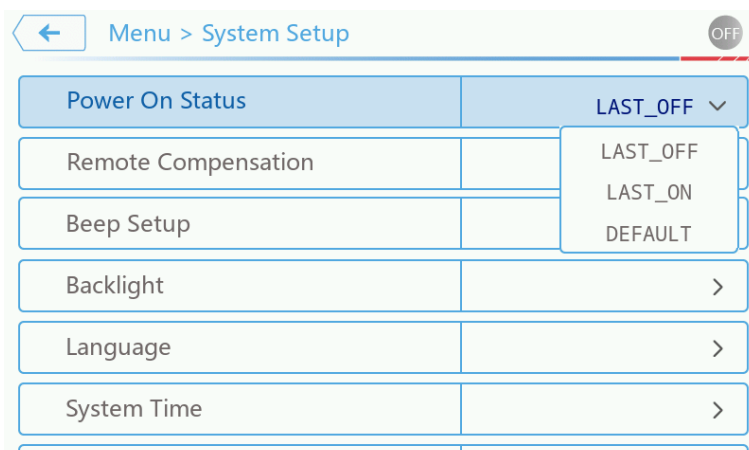 Menu > System Setup
OFF
Power On Status
LAST_OFF
LAST_OFF
Remote Compensation
LAST_ON
Beep Setup
DEFAULT
Backlight
Language
System Time